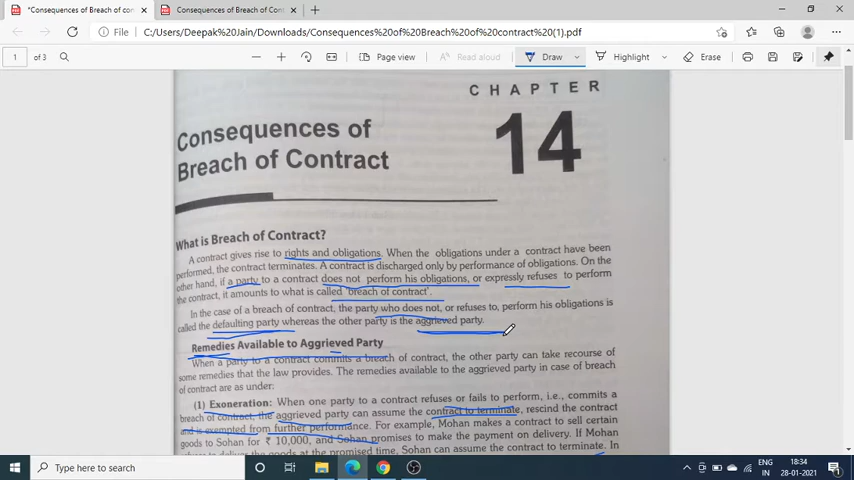 *Consequences of Breach of con
Consequences of Breach of Cont
File
C:/Users/Deepak%20Jain/Downloads/Consequences%20of%20Breach%20of%20contract%20(1).pdf
1 of 3
Page view
Read aloud
Draw
Highlight
Erase
CHAPTER
14
Consequences of
Breach of Contract
What is Breach of Contract?
A contract gives rise to rights and obligations. When the obligations under a contract have been
performed, the contract terminates. A contract is discharged only by performance of obligations. On the
other hand, if a party to a contract does not perform his obligations, or expressly refuses to perform
the contract, it amounts to what is called 'breach of contract'.
In the case of a breach of contract, the party who does not, or refuses to, perform his obligations is
called the defaulting party whereas the other party is the aggrieved party.
Remedies Available to Aggrieved Party
When a party to a contract commits a breach of contract, the other party can take recourse of
some remedies that the law provides. The remedies available to the aggrieved party in case of breach
of contract are as under:
(1) Exoneration: When one party to a contract refuses or fails to perform, i.e., commits a
breach of contract, the aggrieved party can assume the contract to terminate, rescind the contract
and is exempted from further performance. For example, Mohan makes a contract to sell certain
goods to Sohan for ₹ 10,000, and Sohan promises to make the payment on delivery. If Mohan
to deliver the goods at the promised time, Sohan can assume the contract to terminate. In
Type here to search
ENG
IN
18:34
28-01-2021
1